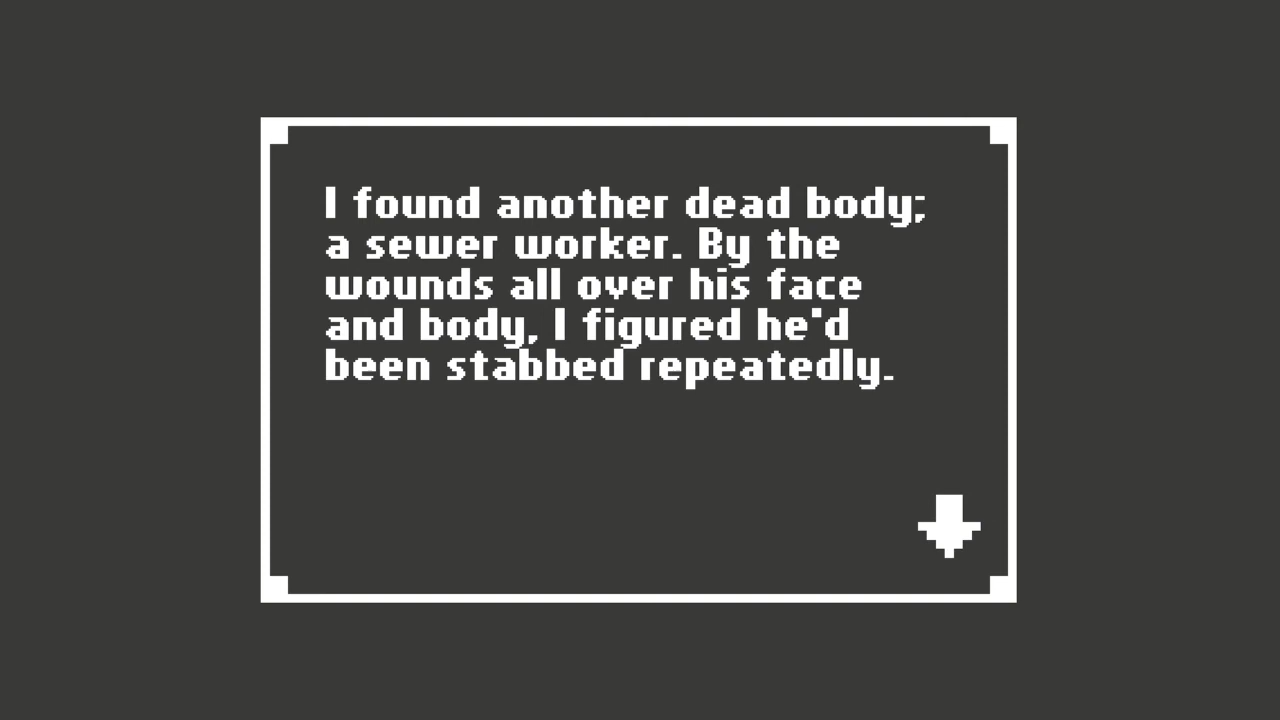 I found another dead body;
a sewer worker. By the
wounds all over his face
and body, I figured he'd
been stabbed repeatedly.